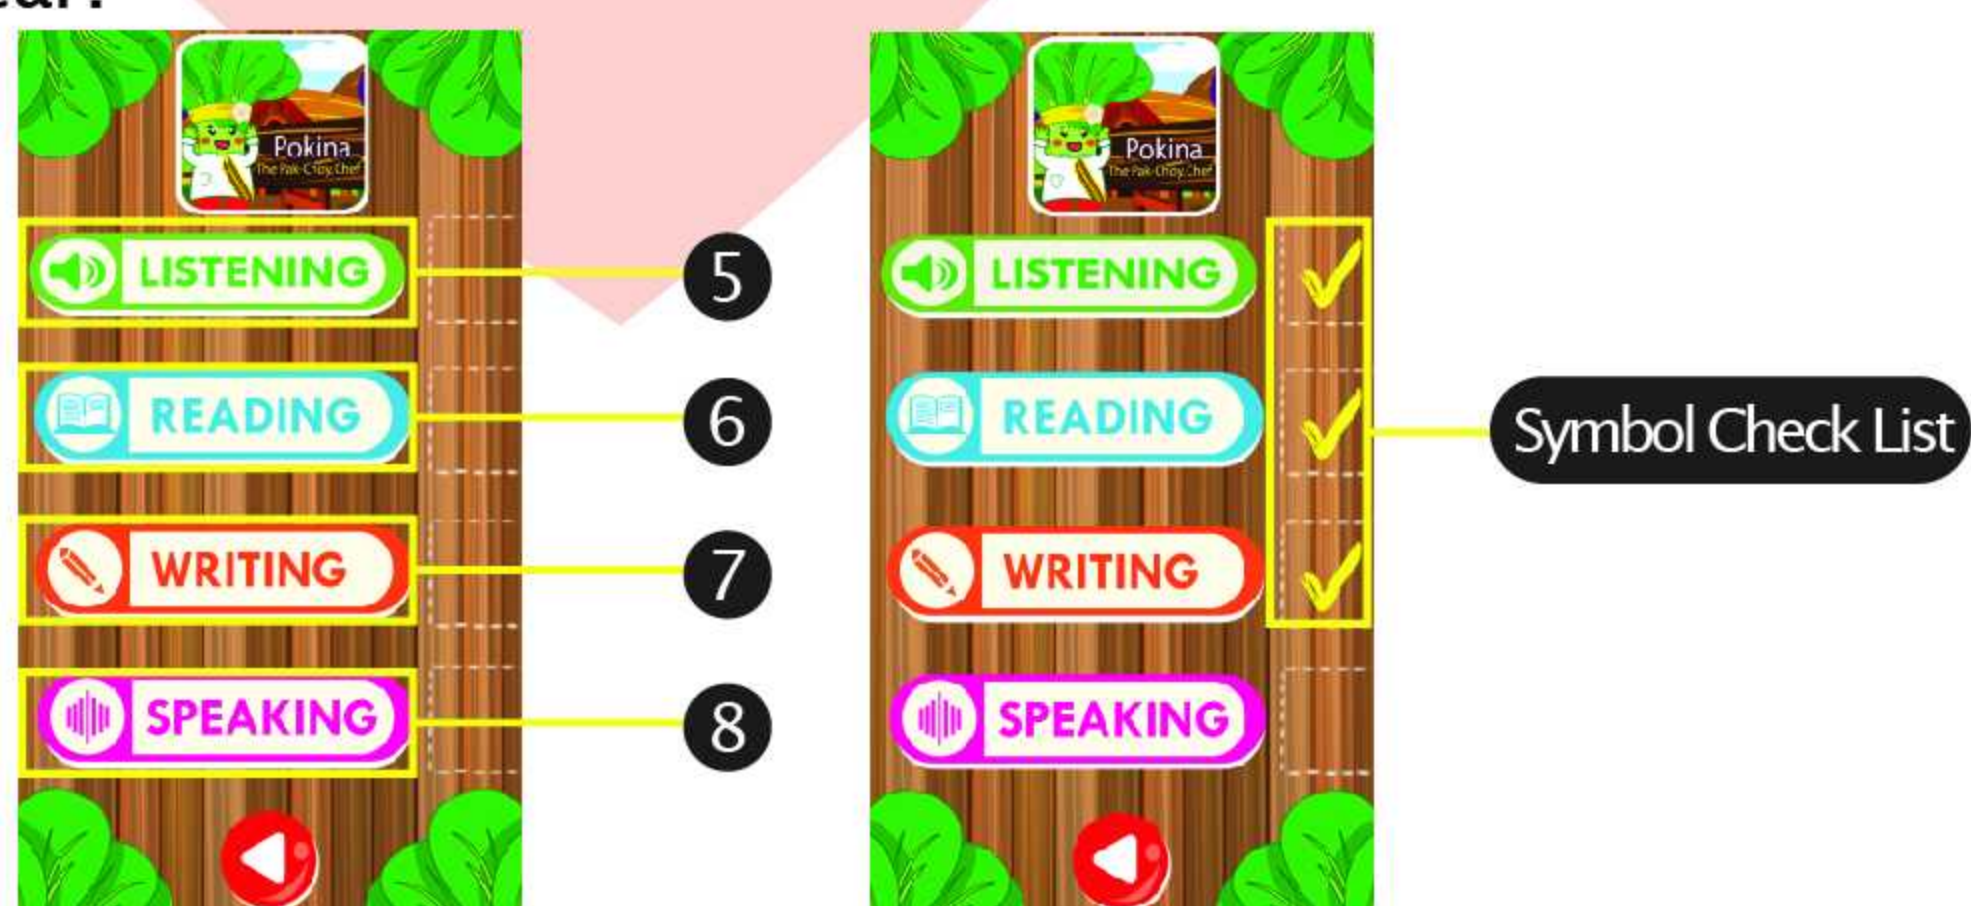 Pokina
The Pak-Choy Chef
LISTENING
READING
WRITING
SPEAKING
5
6
7
8
Pokina
The Pak-Choy Chef
LISTENING
READING
WRITING
SPEAKING
Symbol Check List